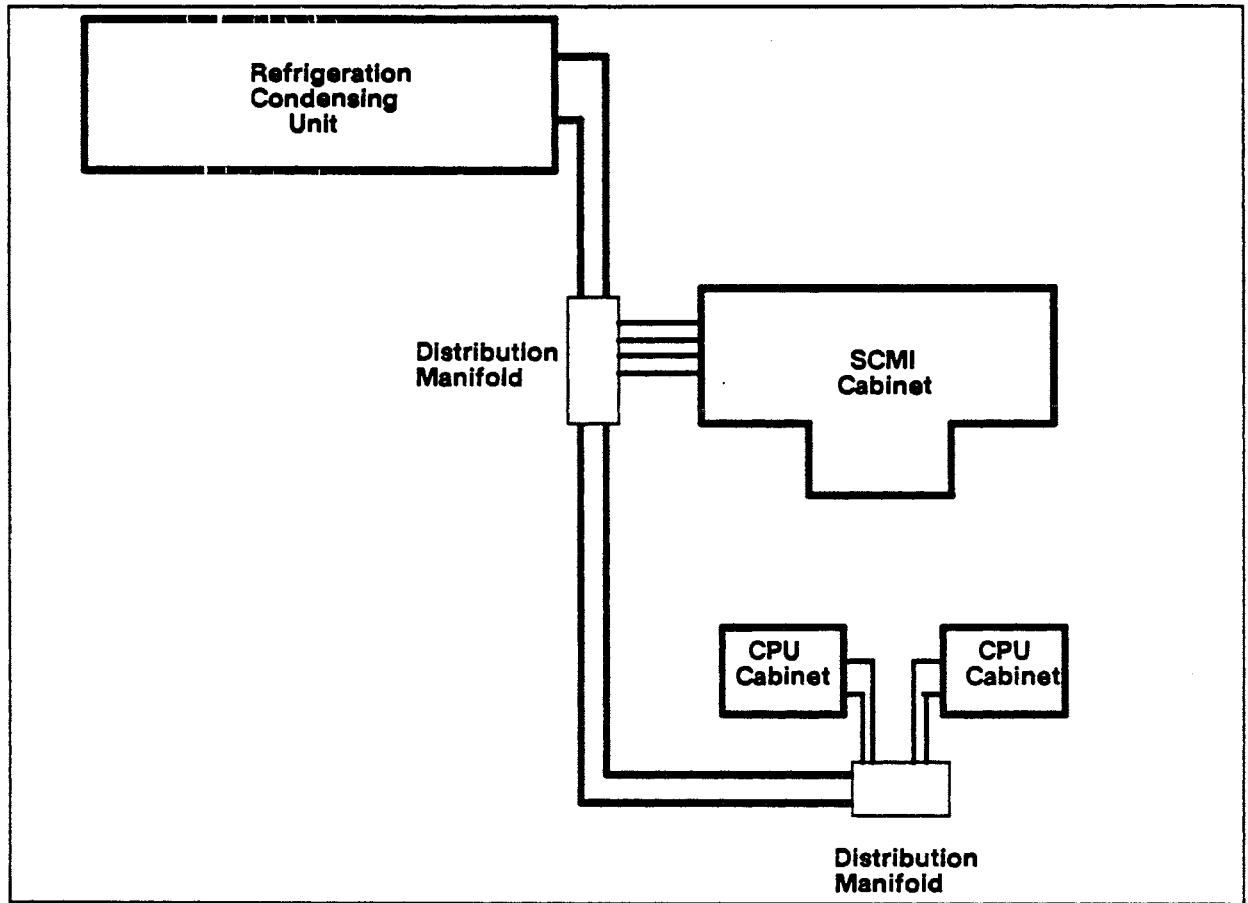 Refrigeration
Condensing
Unit
Distribution
Manifold
SCMI
Cabinet
CPU
Cabinet
CPU
Cabinet
Distribution
Manifold